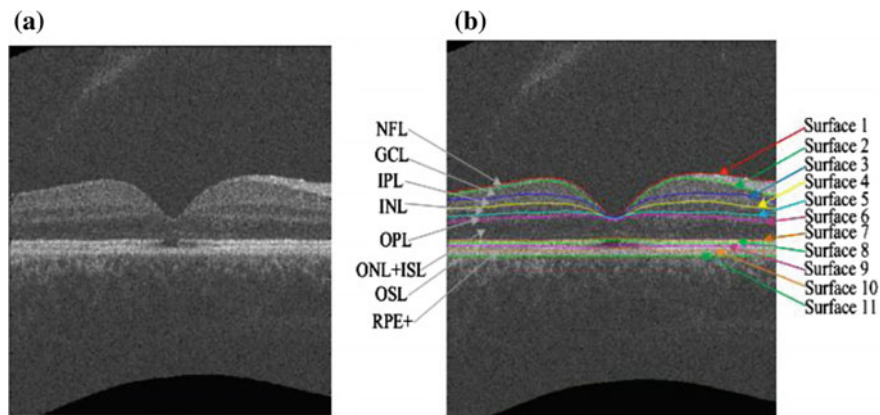 (a)
(b)
NFL
GCL
IPL
INL
OPL
ONL+ISL
OSL
RPE+
Surface 1
Surface 2
Surface 3
Surface 4
Surface 5
Surface 6
Surface 7
Surface 8
Surface 9
Surface 10
Surface 11